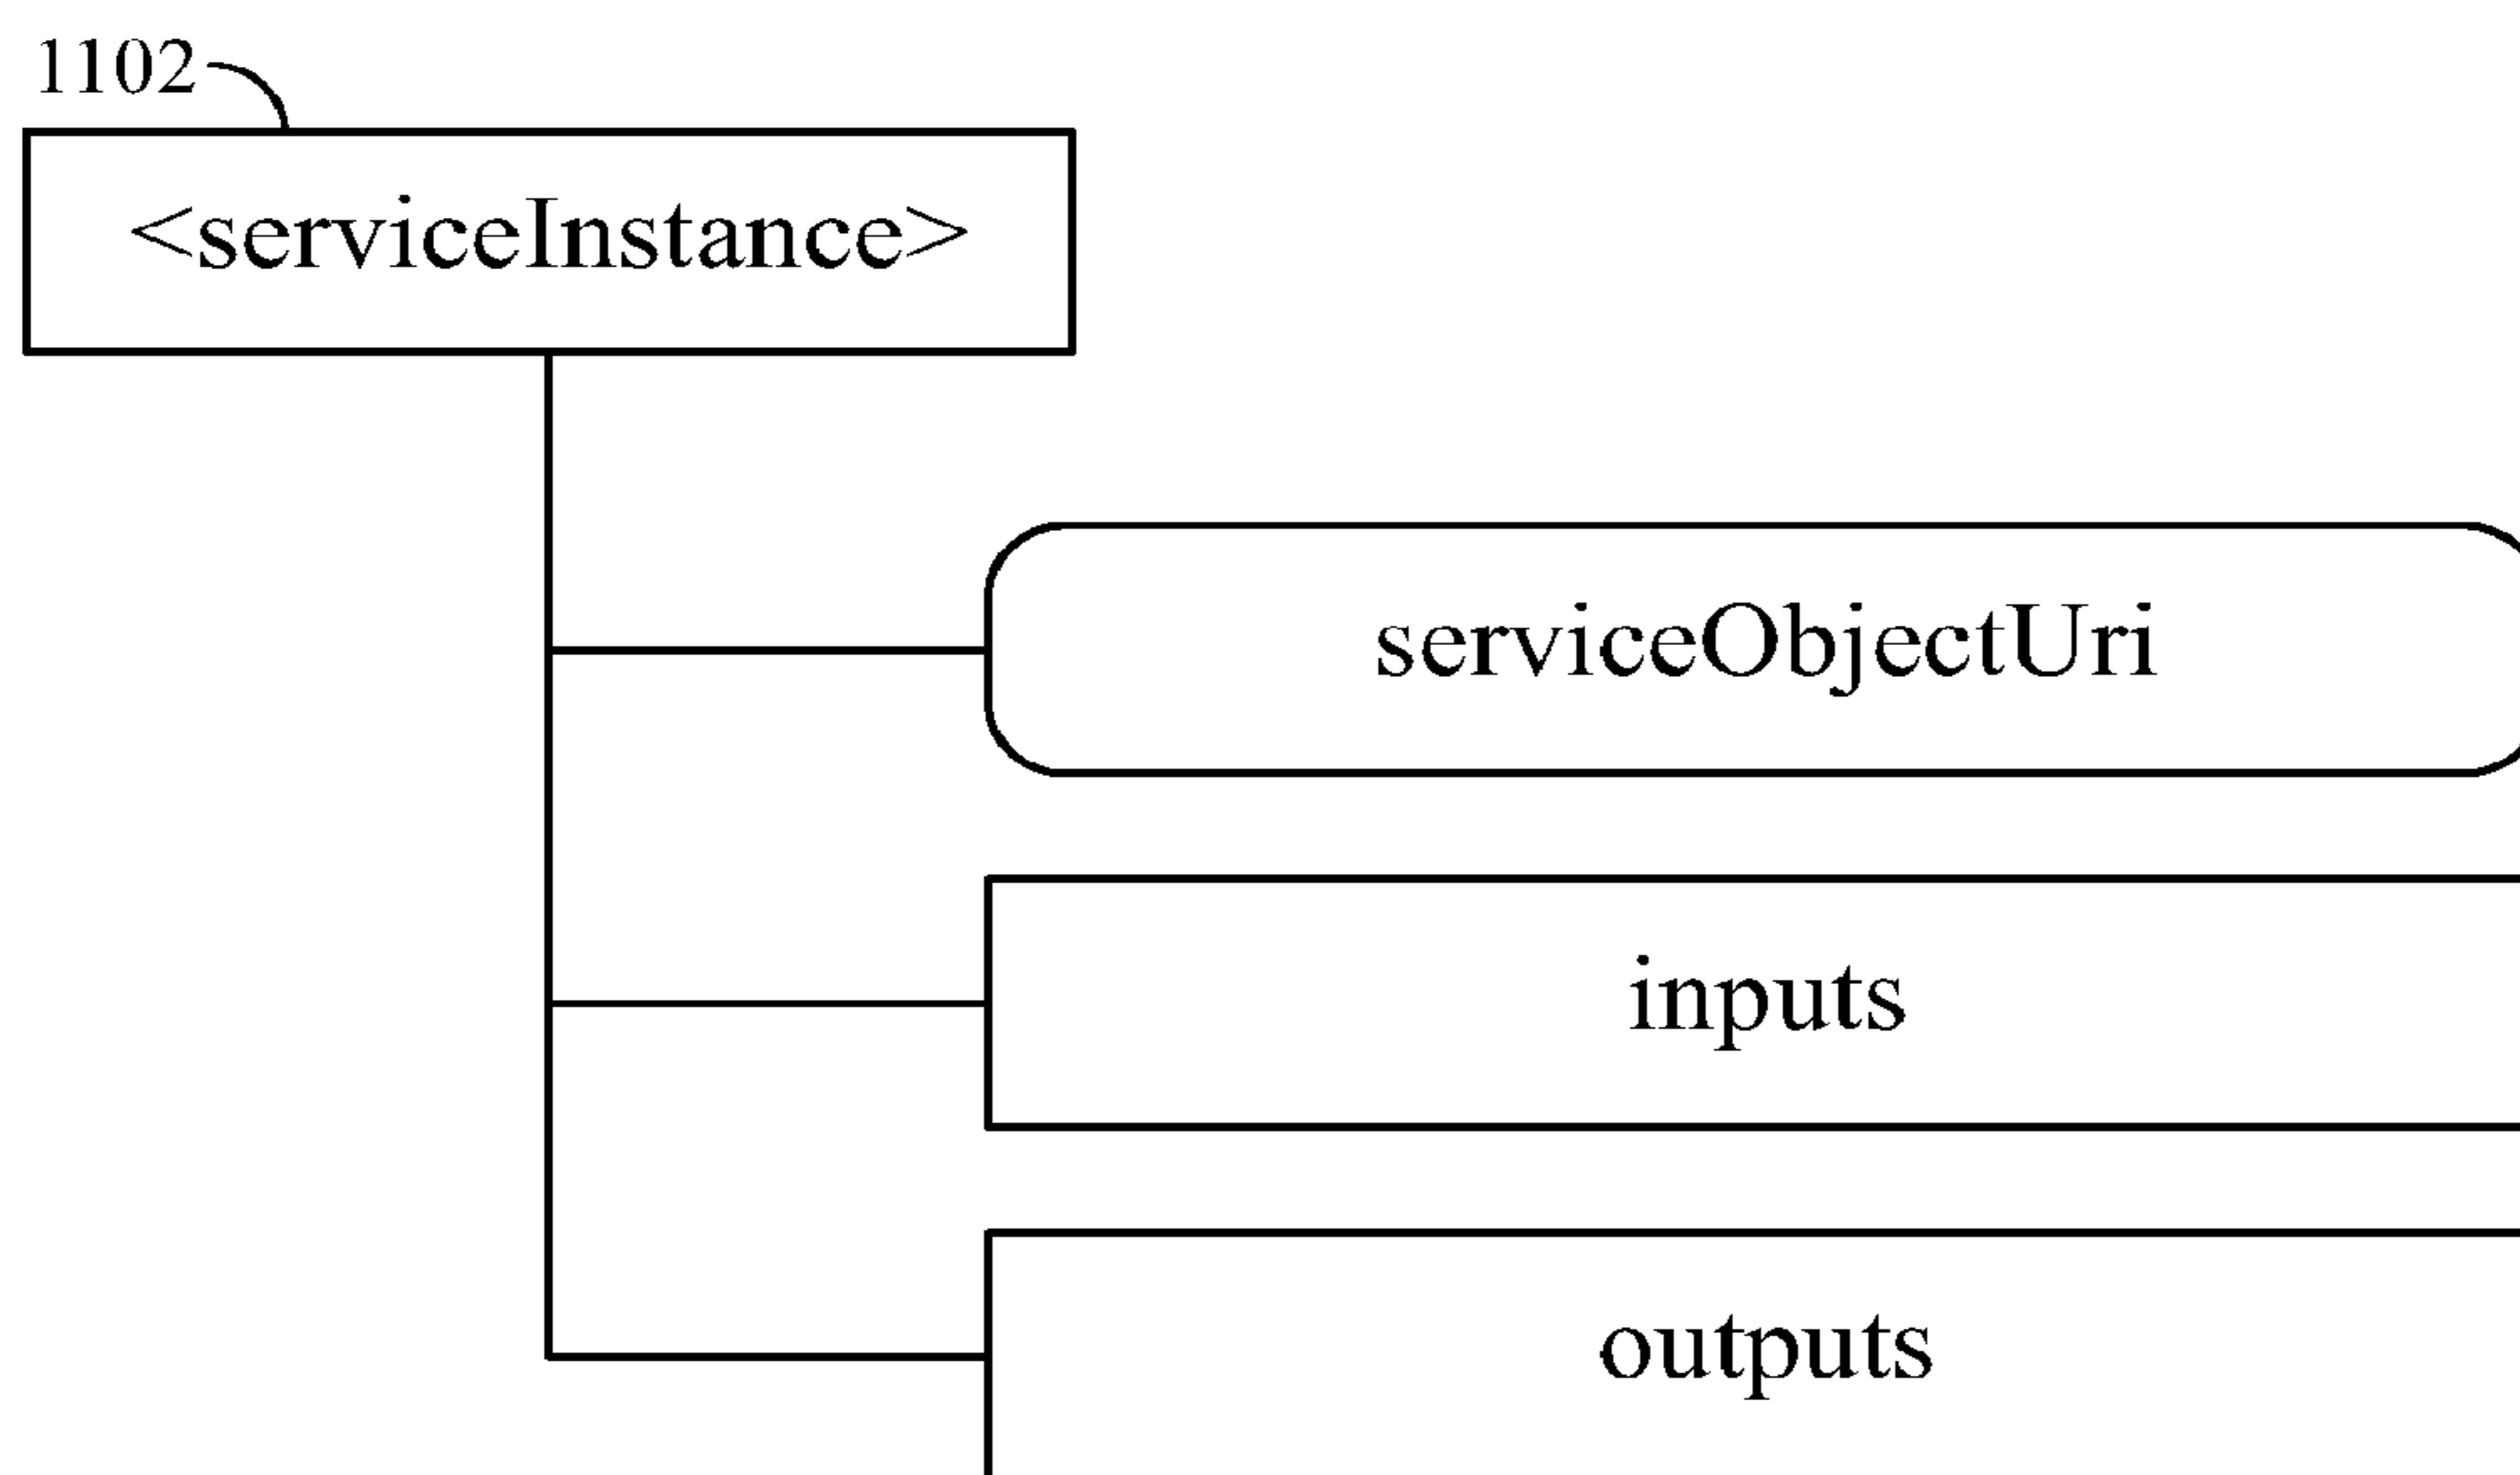 1102
<serviceInstance>
serviceObjectUri
inputs
outputs